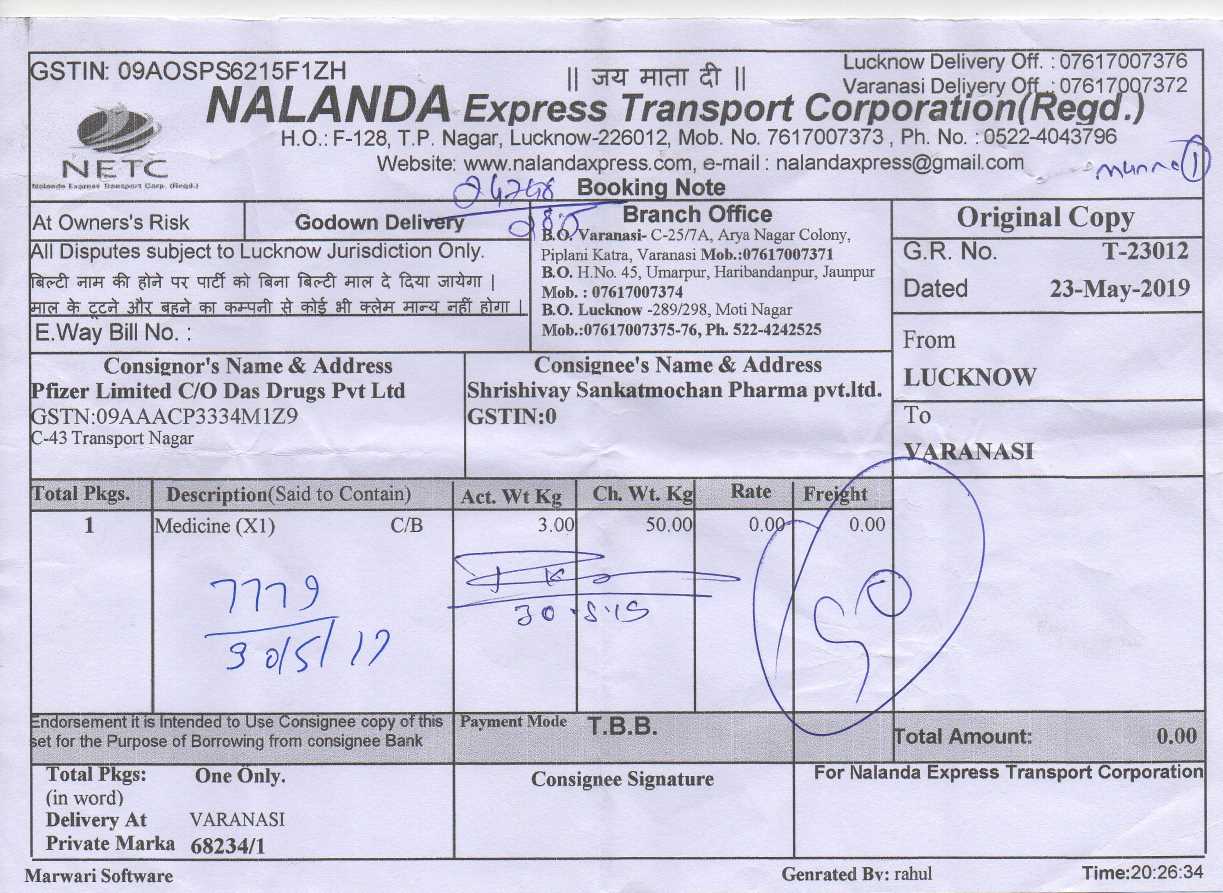 GSTIN: 09AOSPS6215F1ZH
|| जय माता दी ||
Lucknow Delivery Off. : 07617007376
Varanasi Delivery Off. : 07617007372
NALANDA Express Transport Corporation(Regd.)
H.O.: F-128, T.P. Nagar, Lucknow-226012, Mob. No. 7617007373 , Ph. No. : 0522-4043796
NETC
Nalanda Express Transport Corp. (Regd.)
Website: www.nalandaxpress.com, e-mail : nalandaxpress@gmail.com
1
Booking Note
At Owners's Risk
Godown Delivery
All Disputes subject to Lucknow Jurisdiction Only.
बिल्टी नाम की होने पर पार्टी को बिना बिल्टी माल दे दिया जायेगा |
माल के टूटने और बहने का कम्पनी से कोई भी क्लेम मान्य नहीं होगा |
E.Way Bill No. :
Branch Office
B.O. Varanasi- C-25/7A, Arya Nagar Colony,
Piplani Katra, Varanasi Mob.:07617007371
B.O. H.No. 45, Umarpur, Haribandanpur, Jaunpur
Mob. : 07617007374
B.O. Lucknow -289/298, Moti Nagar
Mob.:07617007375-76, Ph. 522-4242525
Original Copy
G.R. No. T-23012
Dated 23-May-2019
From
LUCKNOW
To
VARANASI
Consignor's Name & Address
Pfizer Limited C/O Das Drugs Pvt Ltd
GSTN:09AAACP3334M1Z9
C-43 Transport Nagar
Consignee's Name & Address
Shrishivay Sankatmochan Pharma pvt.ltd.
GSTIN:0
Total Pkgs. Description(Said to Contain) Act. Wt Kg Ch. Wt. Kg Rate Freight
1 Medicine (X1) C/B 3.00 50.00 0.00 0.00
7779
30/5/17
50
Endorsement it is Intended to Use Consignee copy of this
set for the Purpose of Borrowing from consignee Bank
Payment Mode T.B.B.
Total Amount: 0.00
Total Pkgs: One Only.
(in word)
Delivery At VARANASI
Private Marka 68234/1
Consignee Signature
For Nalanda Express Transport Corporation
Marwari Software
Genrated By: rahul
Time:20:26:34